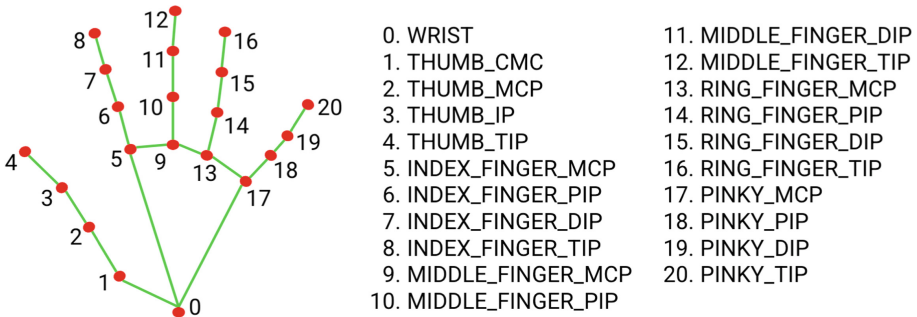 12
8
16
11
7
15
10
6
20
14
19
5
9
4
13
18
3
17
2
1
0
0. WRIST
1. THUMB_CMC
2. THUMB_MCP
3. THUMB_IP
4. THUMB_TIP
5. INDEX_FINGER_MCP
6. INDEX_FINGER_PIP
7. INDEX_FINGER_DIP
8. INDEX_FINGER_TIP
9. MIDDLE_FINGER_MCP
10. MIDDLE_FINGER_PIP
11. MIDDLE_FINGER_DIP
12. MIDDLE_FINGER_TIP
13. RING_FINGER_MCP
14. RING_FINGER_PIP
15. RING_FINGER_DIP
16. RING_FINGER_TIP
17. PINKY_MCP
18. PINKY_PIP
19. PINKY_DIP
20. PINKY_TIP